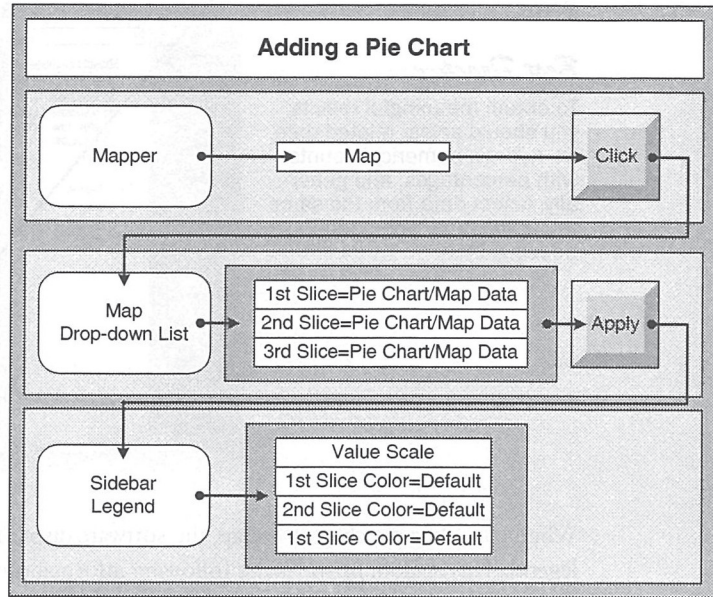 Adding a Pie Chart
Mapper
Map
Click
Map
Drop-down List
1st Slice=Pie Chart/Map Data
2nd Slice=Pie Chart/Map Data
3rd Slice=Pie Chart/Map Data
Apply
Sidebar
Legend
Value Scale
1st Slice Color=Default
2nd Slice Color=Default
1st Slice Color=Default